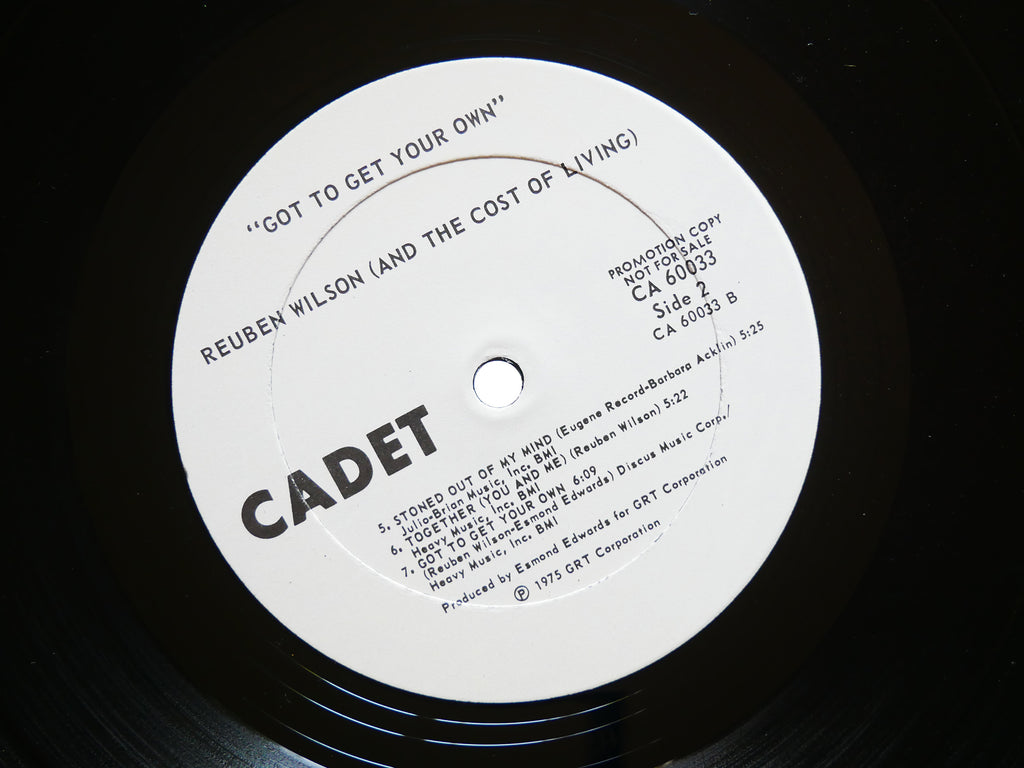 “GOT TO GET YOUR OWN”
REUBEN WILSON (AND THE COST OF LIVING)
PROMOTION COPY
NOT FOR SALE
CA 60033
Side 2
CA 60033 B
CADET
5. STONED OUT OF MY MIND (Eugene Record-Barbara Acklin) 5:25
Julio-Brian Music, Inc. BMI
6. TOGETHER (YOU AND ME) (Reuben Wilson) 5:22
Heavy Music, Inc. BMI
7. GOT TO GET YOUR OWN 6:09
(Reuben Wilson-Esmond Edwards) Discus Music Corp./
Heavy Music, Inc. BMI
Produced by Esmond Edwards for GRT Corporation
℗ 1975 GRT Corporation